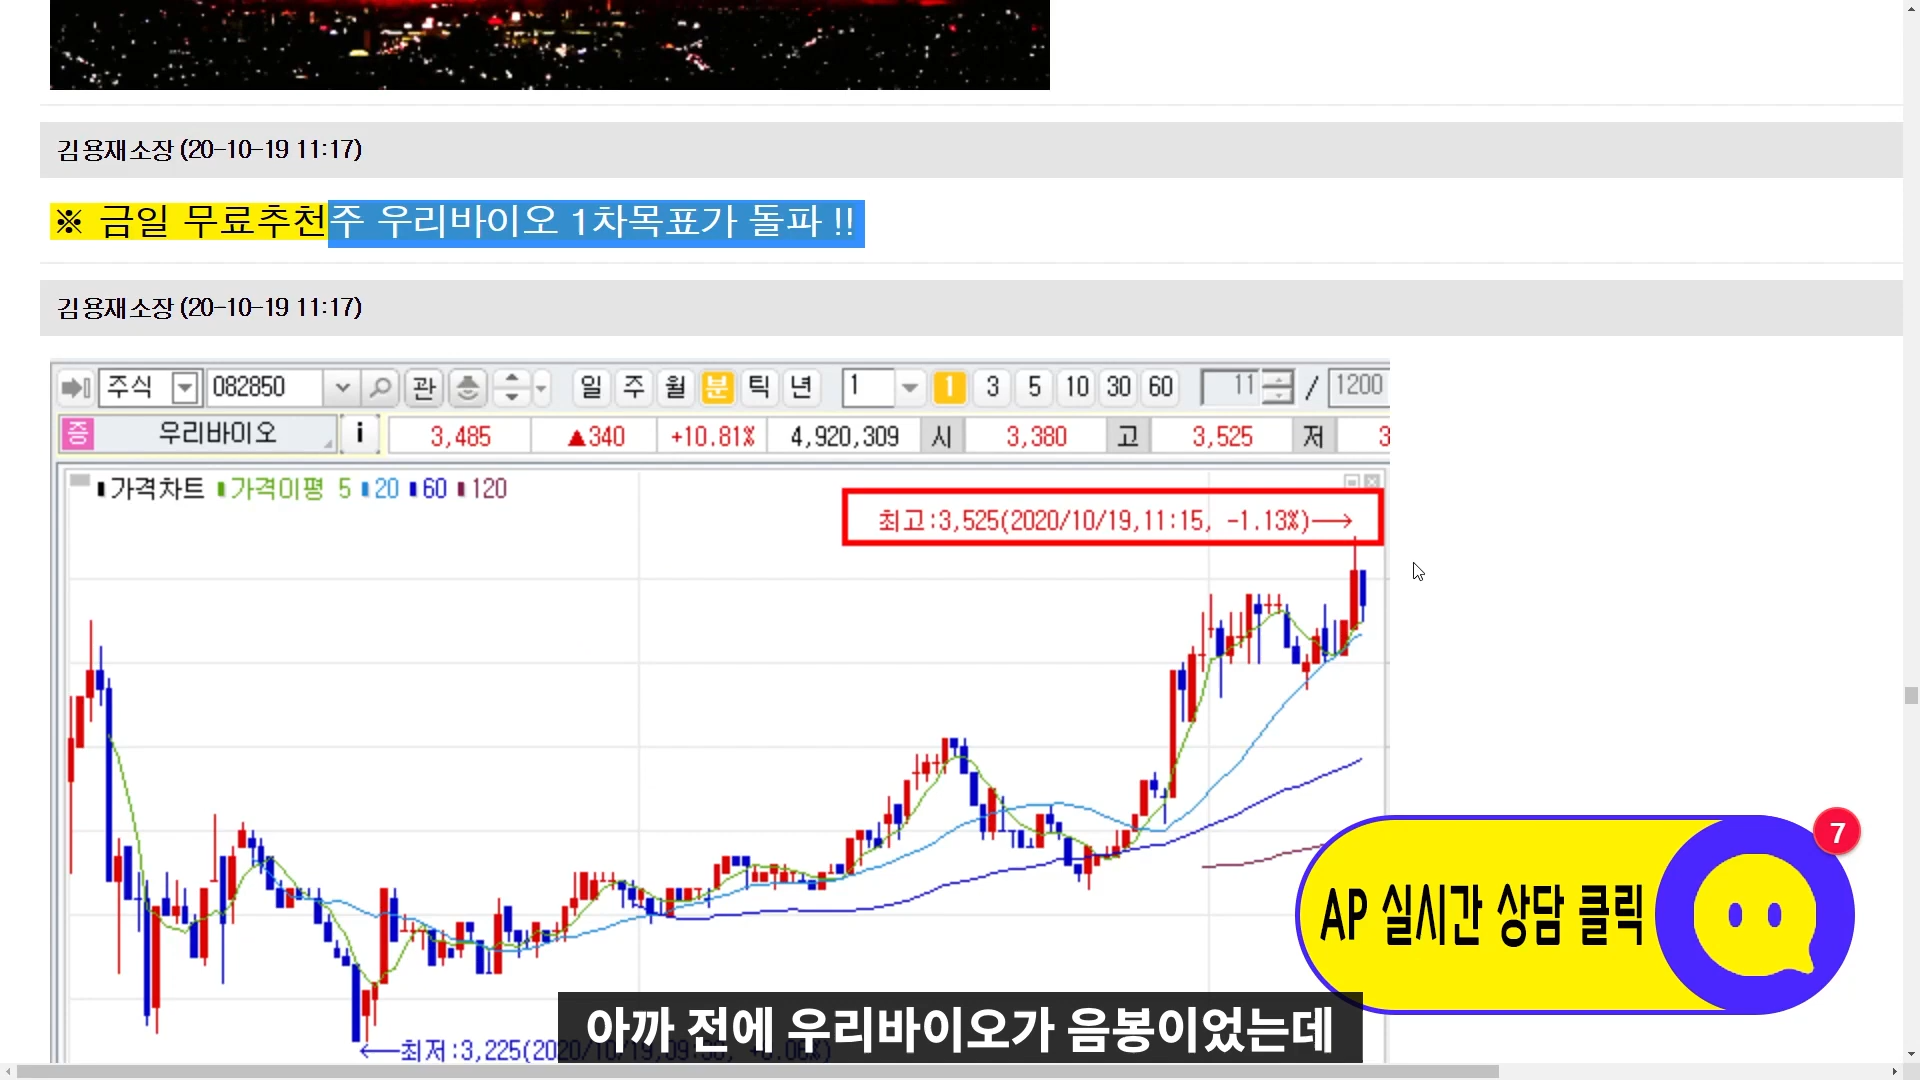 김용재소장 (20-10-19 11:17)
※ 금일 무료추천주 우리바이오 1차목표가 돌파 !!
김용재소장 (20-10-19 11:17)
주식 082850 관 일 주 월 분 틱 년 1 1 3 5 10 30 60 11 / 1200
증 우리바이오 i 3,485 ▲340 +10.81% 4,920,309 시 3,380 고 3,525 저 3
가격차트 가격이평 5 20 60 120
최고:3,525(2020/10/19,11:15, -1.13%)→
7
AP 실시간 상담 클릭
←최저:3,225(2020/10/19,09:
아까 전에 우리바이오가 음봉이었는데